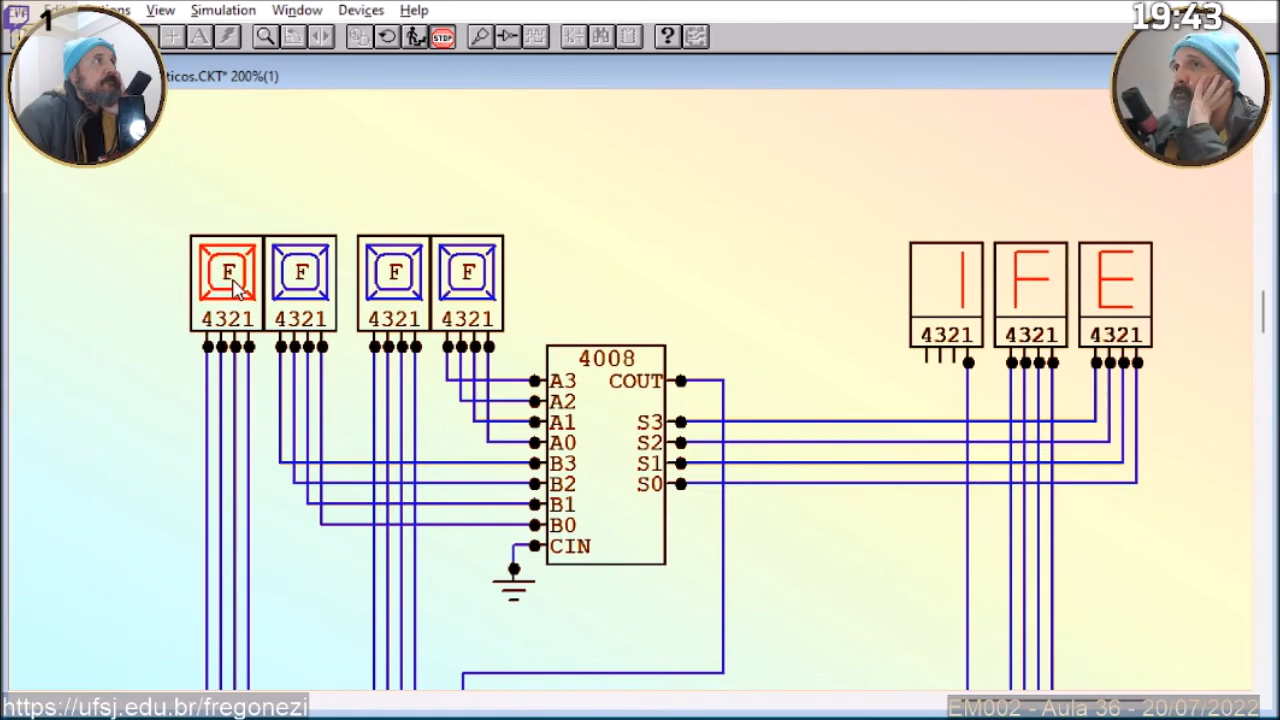 1
19:43
Simulation Window Devices Help
View
ticos.CKT* 200%(1)
STOP
?
F F F F
4321 4321 4321 4321
1 F E
4321 4321 4321
4008
A3 COUT
A2
A1 S3
A0 S2
B3 S1
B2 S0
B1
B0
CIN
https://ufsj.edu.br/fregonezi
EM002 - Aula 36 - 20/07/2022